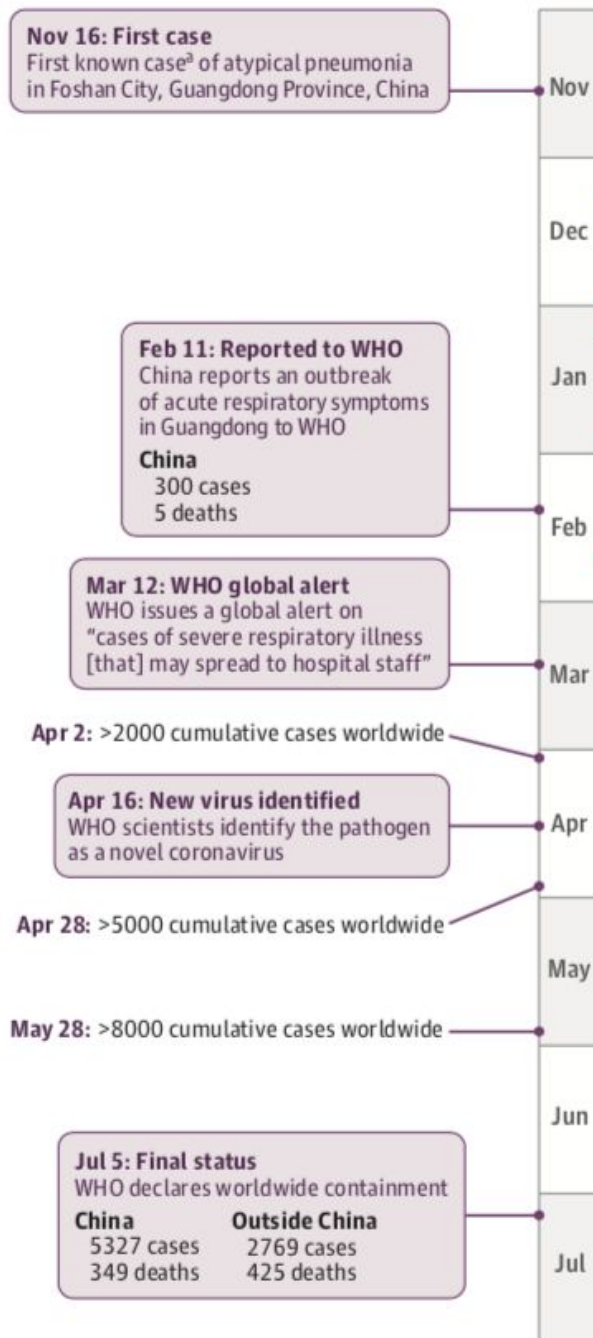 Nov 16: First case
First known caseª of atypical pneumonia
in Foshan City, Guangdong Province, China
Nov
Dec
Jan
Feb 11: Reported to WHO
China reports an outbreak
of acute respiratory symptoms
in Guangdong to WHO
China
300 cases
5 deaths
Feb
Mar 12: WHO global alert
WHO issues a global alert on
"cases of severe respiratory illness
[that] may spread to hospital staff"
Mar
Apr 2: >2000 cumulative cases worldwide
Apr 16: New virus identified
WHO scientists identify the pathogen
as a novel coronavirus
Apr
Apr 28: >5000 cumulative cases worldwide
May
May 28: >8000 cumulative cases worldwide
Jun
Jul 5: Final status
WHO declares worldwide containment
China Outside China
5327 cases 2769 cases
349 deaths 425 deaths
Jul